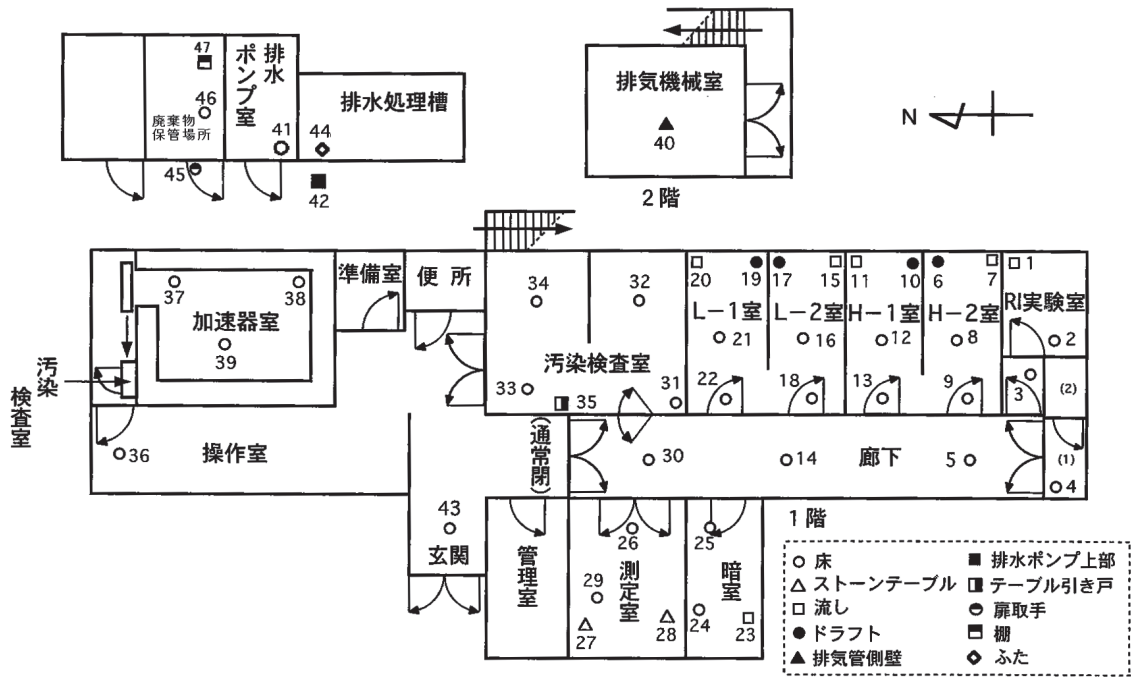 47
排水
ポンプ室
46
廃棄物
保管場所
41
44
排水処理槽
45
42
排気機械室
40
2階
N
37
38
加速器室
39
準備室
便所
34
32
汚染検査室
33
35
31
20
19
17
15
11
10
6
7
1
L-1室
L-2室
H-1室
H-2室
RI実験室
21
16
12
8
2
22
18
13
9
3
(2)
汚染
検査室
36
操作室
(通常閉)
30
14
廊下
5
(1)
4
43
玄関
管理室
26
29
測定室
27
28
25
暗室
24
23
1階
床
ストーンテーブル
流し
ドラフト
排気管側壁
排水ポンプ上部
テーブル引き戸
扉取手
棚
ふた